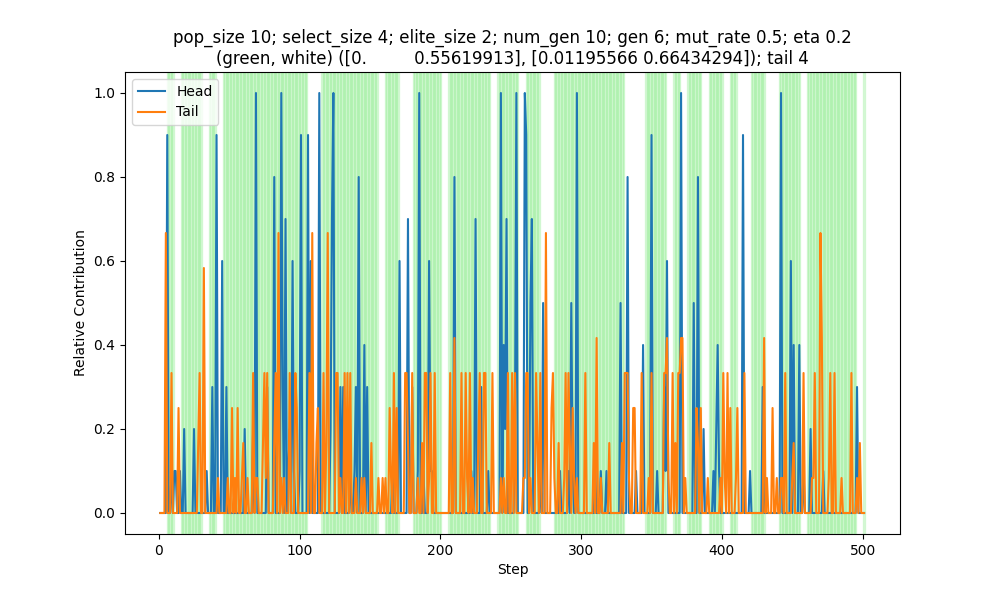 pop_size 10; select_size 4; elite_size 2; num_gen 10; gen 6; mut_rate 0.5; eta 0.2
(green, white) ([0. 0.55619913], [0.01195566 0.66434294]); tail 4
Head
Tail
1.0
0.8
0.6
0.4
0.2
0.0
Relative Contribution
0 100 200 300 400 500
Step